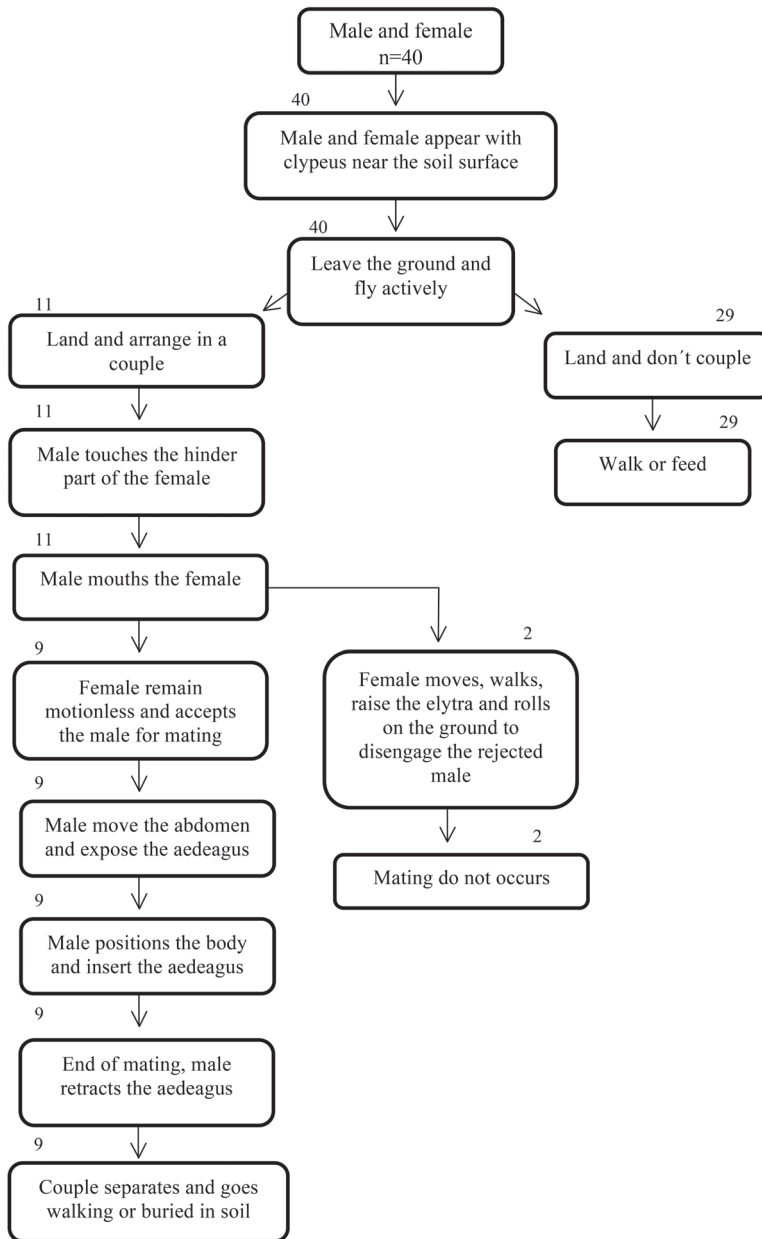 Male and female
n=40
40
Male and female appear with
clypeus near the soil surface
40
Leave the ground and
fly actively
11
Land and arrange in a
couple
29
Land and don´t couple
11
Male touches the hinder
part of the female
29
Walk or feed
11
Male mouths the female
9
Female remain
motionless and accepts
the male for mating
2
Female moves, walks,
raise the elytra and rolls
on the ground to
disengage the rejected
male
9
Male move the abdomen
and expose the aedeagus
2
Mating do not occurs
9
Male positions the body
and insert the aedeagus
9
End of mating, male
retracts the aedeagus
9
Couple separates and goes
walking or buried in soil